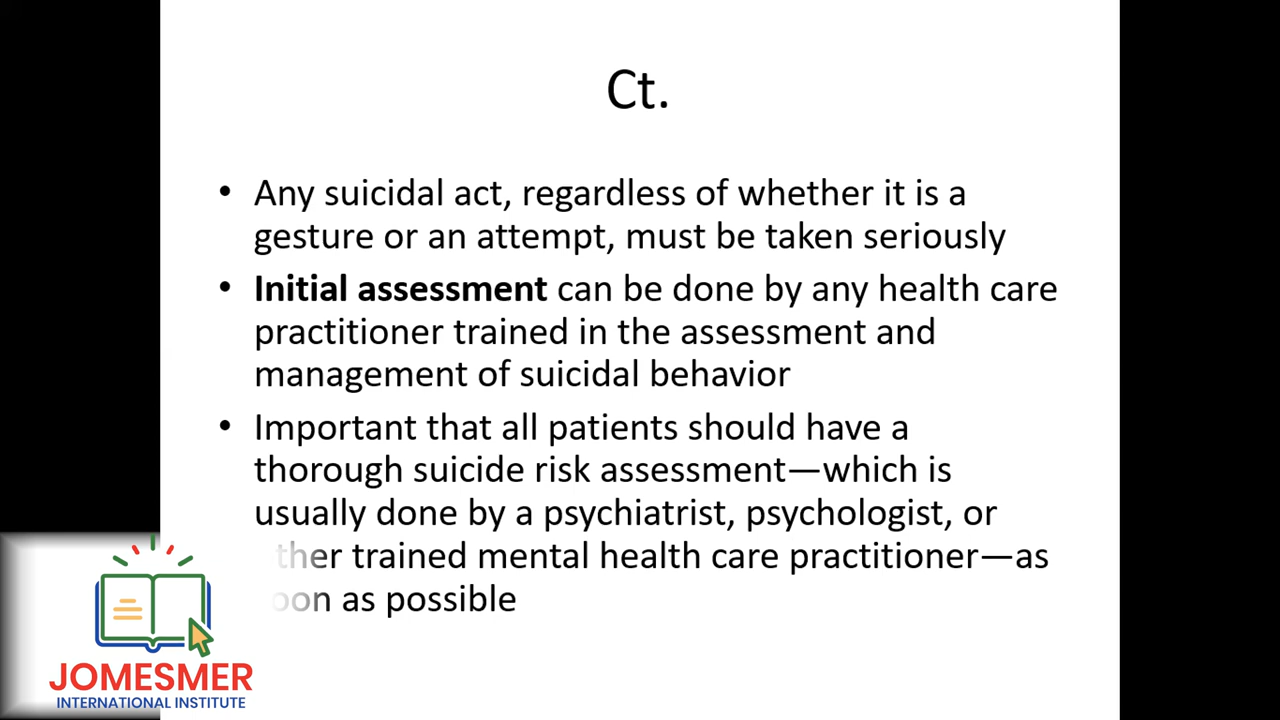 Ct.
• Any suicidal act, regardless of whether it is a
gesture or an attempt, must be taken seriously
• Initial assessment can be done by any health care
practitioner trained in the assessment and
management of suicidal behavior
• Important that all patients should have a
thorough suicide risk assessment—which is
usually done by a psychiatrist, psychologist, or
ther trained mental health care practitioner—as
oon as possible
JOMESMER
INTERNATIONAL INSTITUTE